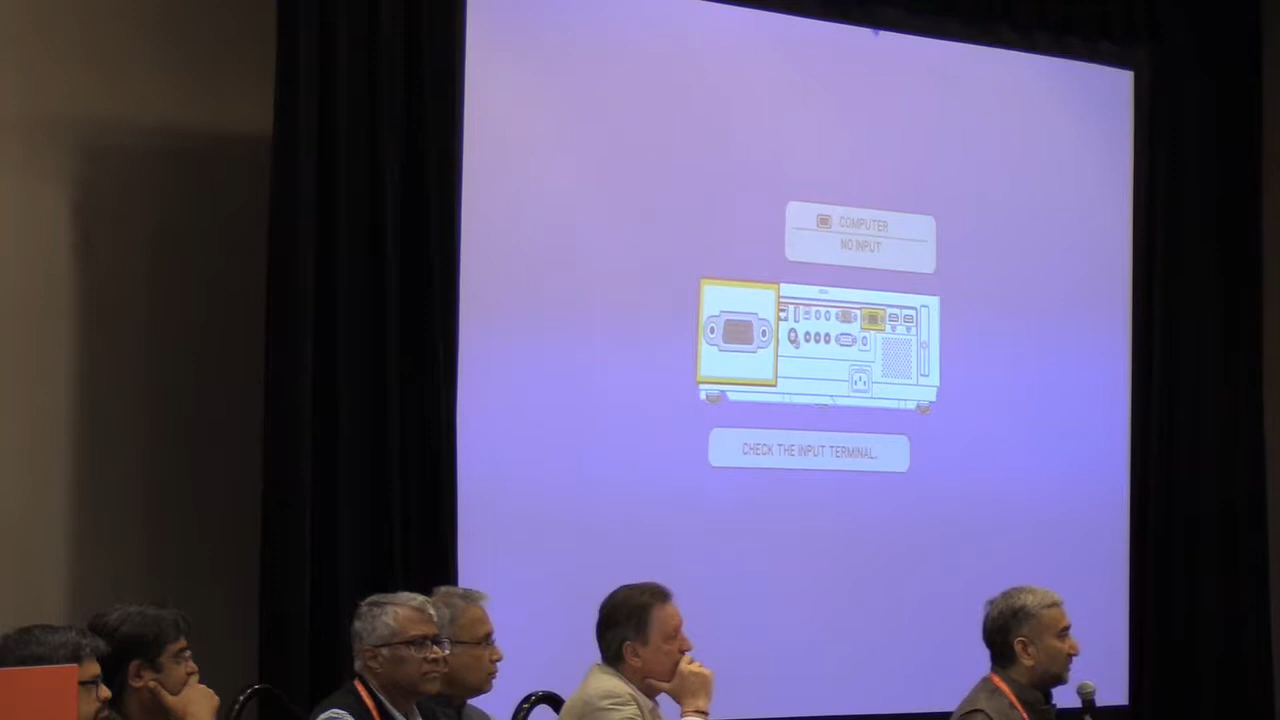 COMPUTER
NO INPUT
CHECK THE INPUT TERMINAL.